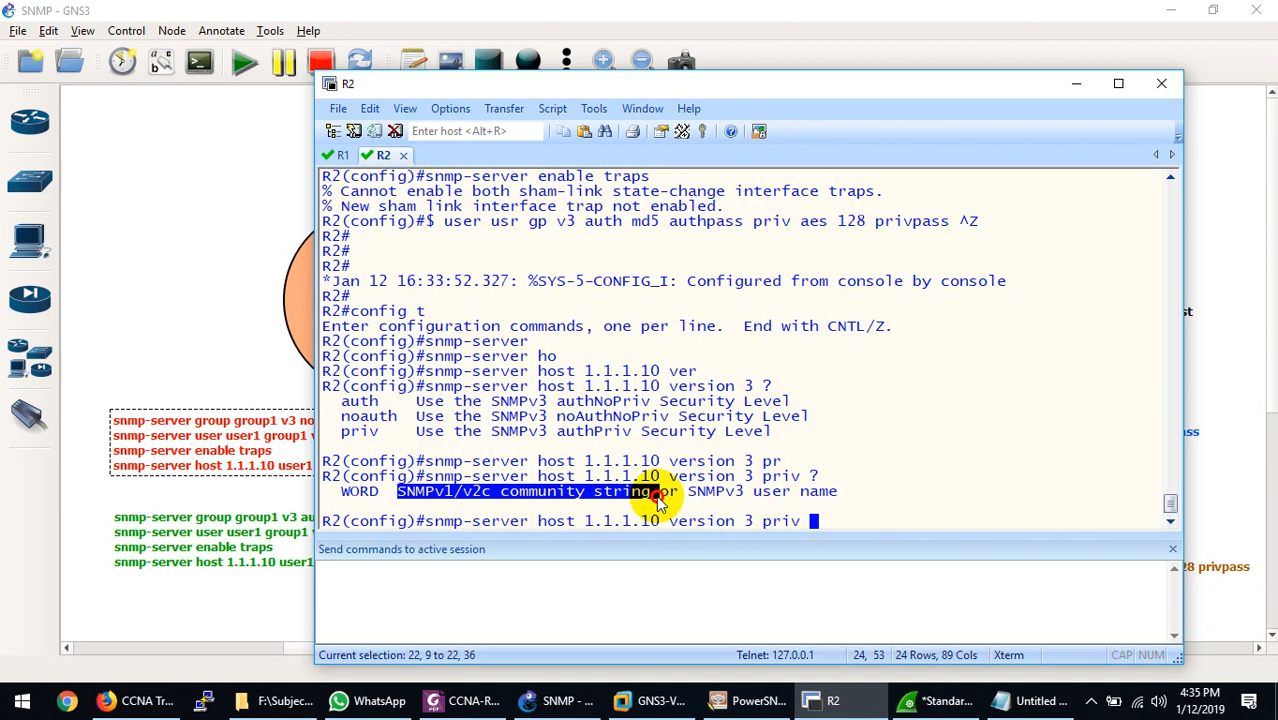 SNMP - GNS3
File Edit View Control Node Annotate Tools Help
R2
File Edit View Options Transfer Script Tools Window Help
Enter host <Alt+R>
R1 R2
R2(config)#snmp-server enable traps
% Cannot enable both sham-link state-change interface traps.
% New sham link interface trap not enabled.
R2(config)#$ user usr gp v3 auth md5 authpass priv aes 128 privpass ^Z
R2#
R2#
R2#
*Jan 12 16:33:52.327: %SYS-5-CONFIG_I: Configured from console by console
R2#
R2#config t
Enter configuration commands, one per line. End with CNTL/Z.
R2(config)#snmp-server
R2(config)#snmp-server ho
R2(config)#snmp-server host 1.1.1.10 ver
R2(config)#snmp-server host 1.1.1.10 version 3 ?
auth Use the SNMPv3 authNoPriv Security Level
noauth Use the SNMPv3 noAuthNoPriv Security Level
priv Use the SNMPv3 authPriv Security Level
R2(config)#snmp-server host 1.1.1.10 version 3 pr
R2(config)#snmp-server host 1.1.1.10 version 3 priv ?
WORD SNMPv1/v2c community string or SNMPv3 user name
R2(config)#snmp-server host 1.1.1.10 version 3 priv
Send commands to active session
Current selection: 22, 9 to 22, 36 Telnet: 127.0.0.1 24, 53 24 Rows, 89 Cols Xterm CAP NUM
snmp-server group group1 v3 no
snmp-server user user1 group1 v
snmp-server enable traps
snmp-server host 1.1.1.10 user1
snmp-server group group1 v3 au
snmp-server user user1 group1 v
snmp-server enable traps
snmp-server host 1.1.1.10 user1
st
ass
28 privpass
CCNA Tr... F:\Subjec... WhatsApp CCNA-R... SNMP - ... GNS3-V... PowerSN... R2 *Standar... Untitled ...
4:35 PM
1/12/2019